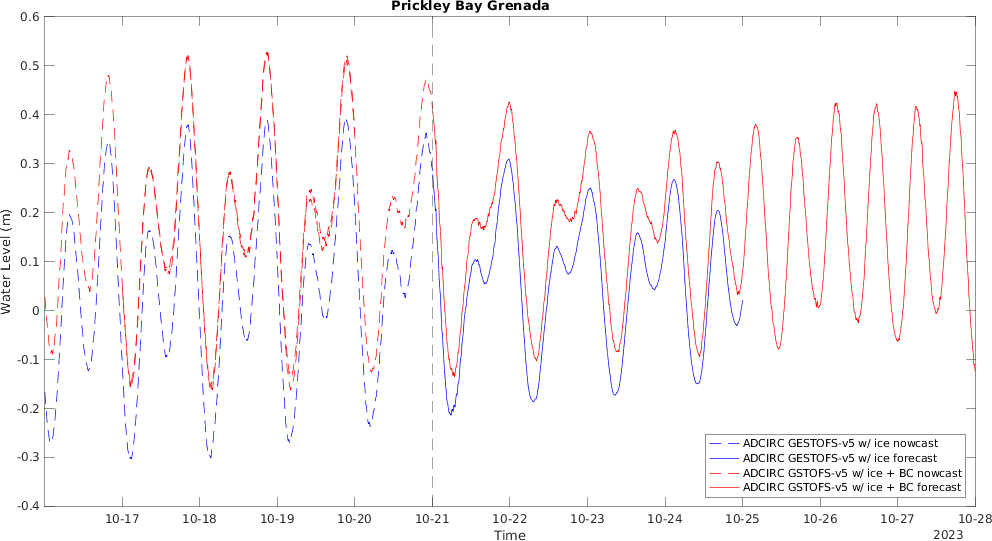 Prickley Bay Grenada
0.6
0.5
0.4
0.3
0.2
0.1
0
-0.1
-0.2
-0.3
-0.4
Water Level (m)
ADCIRC GESTOFS-v5 w/ ice nowcast
ADCIRC GESTOFS-v5 w/ ice forecast
ADCIRC GSTOFS-v5 w/ ice + BC nowcast
ADCIRC GSTOFS-v5 w/ ice + BC forecast
10-17 10-18 10-19 10-20 10-21 10-22 10-23 10-24 10-25 10-26 10-27 10-28
Time
2023